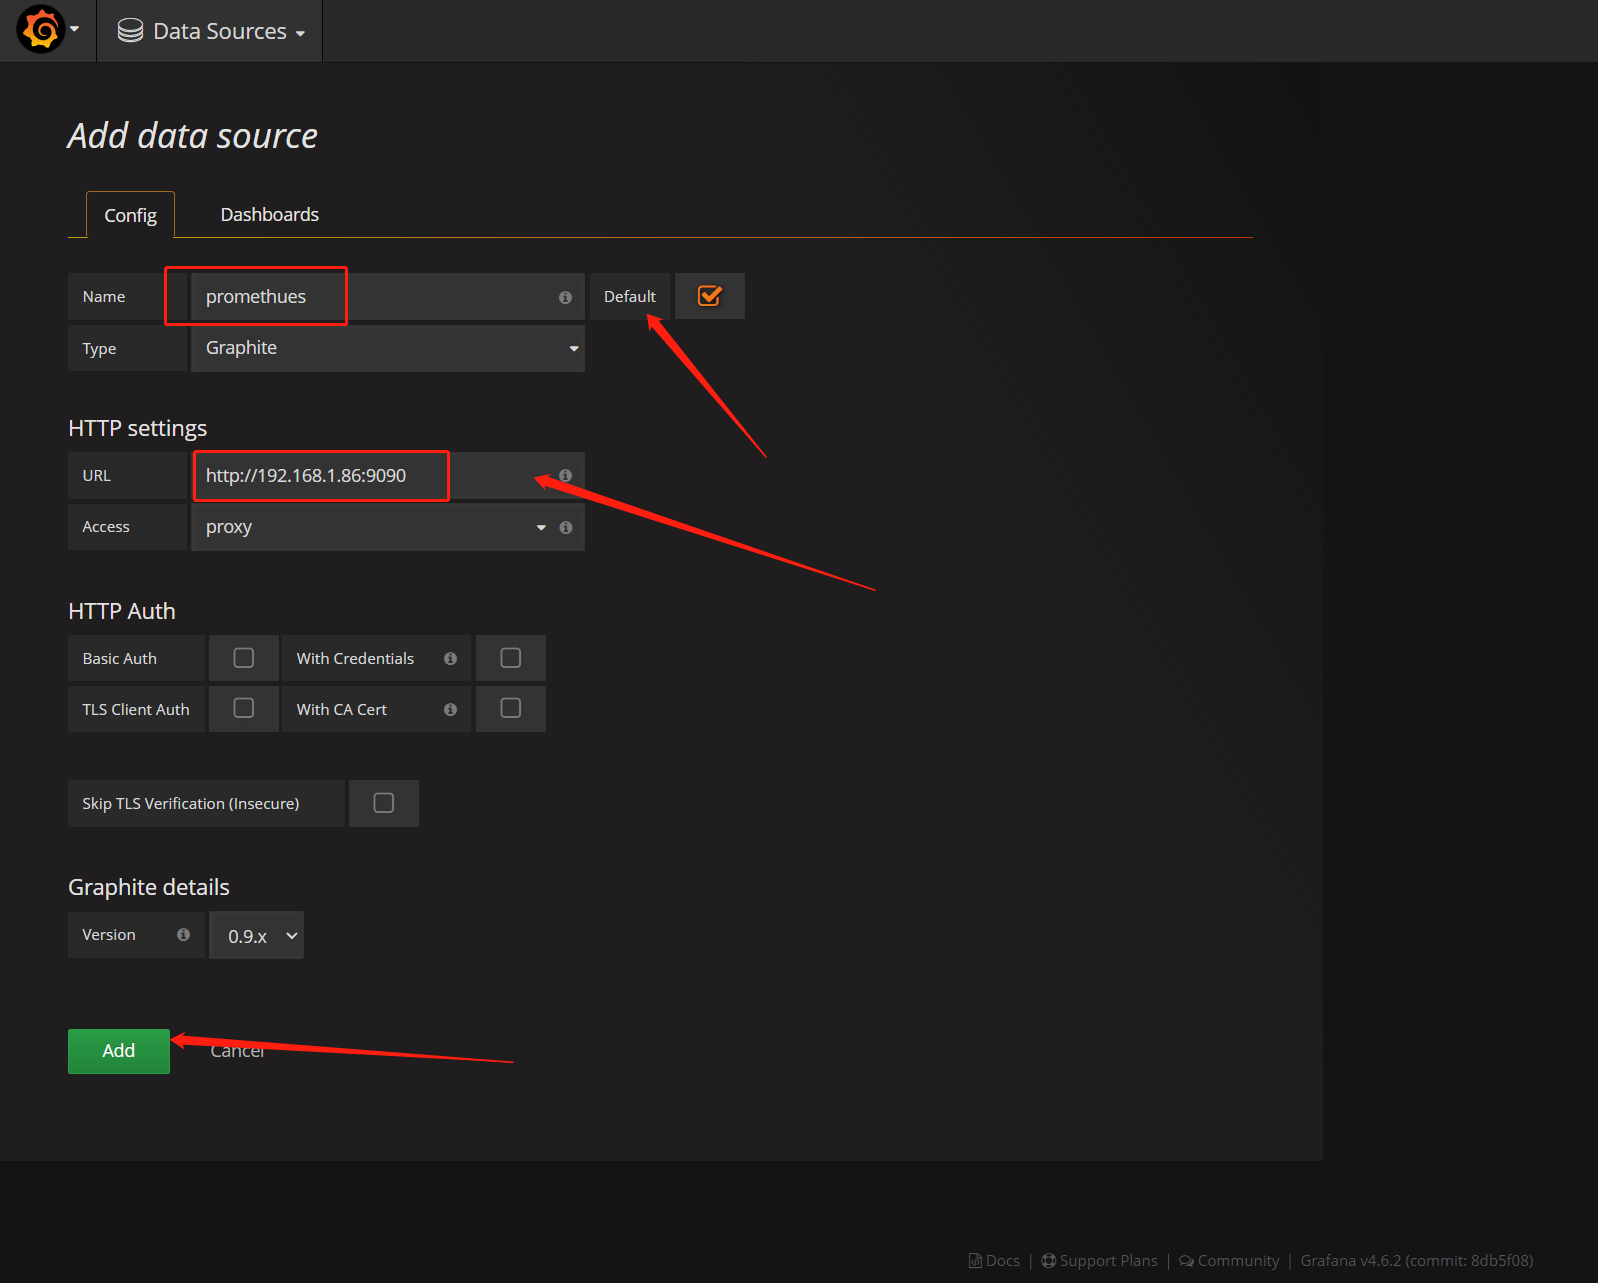 Data Sources
Add data source
Config Dashboards
Name promethues Default
Type Graphite
HTTP settings
URL http://192.168.1.86:9090
Access proxy
HTTP Auth
Basic Auth With Credentials
TLS Client Auth With CA Cert
Skip TLS Verification (Insecure)
Graphite details
Version 0.9.x
Add Cancel
Docs | Support Plans | Community | Grafana v4.6.2 (commit: 8db5f08)